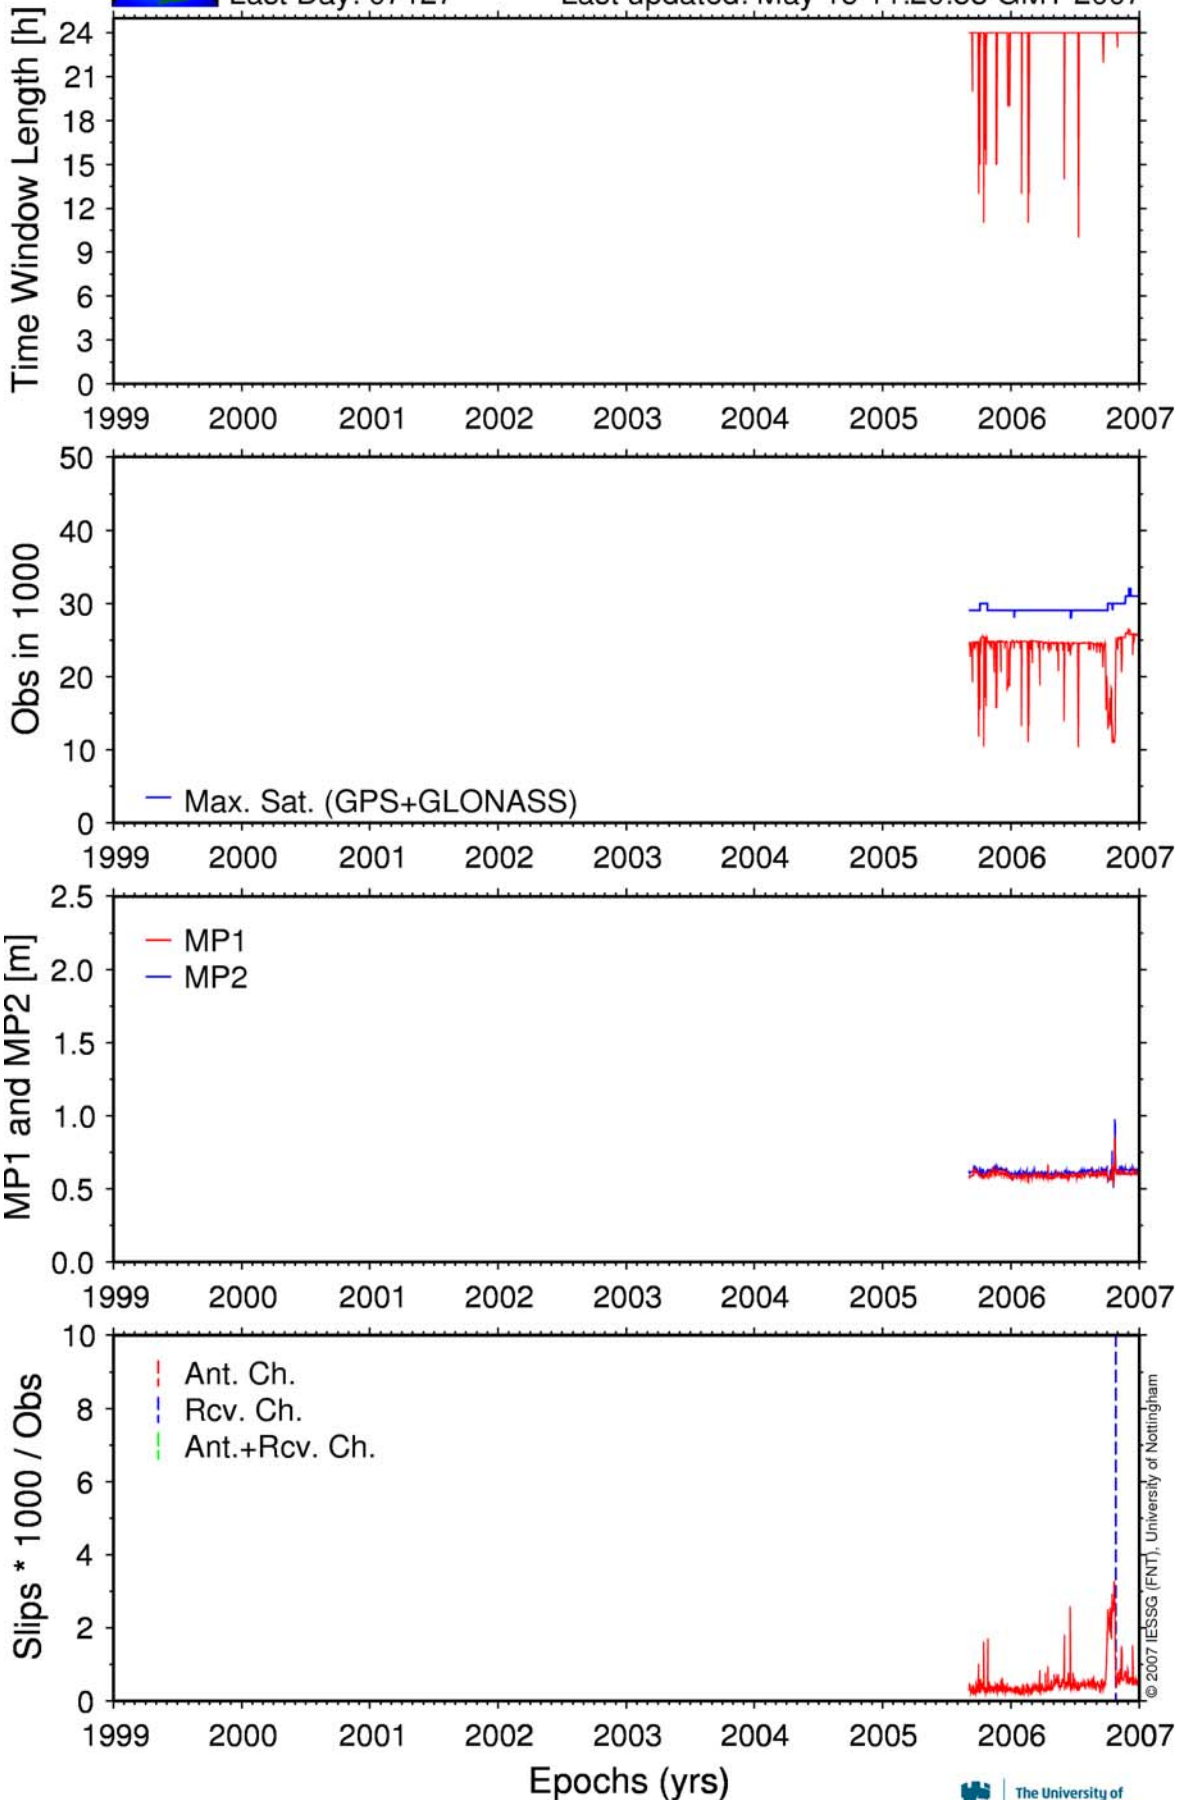 Time Window Length [h]
24
21
18
15
12
9
6
3
0
1999 2000 2001 2002 2003 2004 2005 2006 2007
Obs in 1000
50
40
30
20
10
0
Max. Sat. (GPS+GLONASS)
1999 2000 2001 2002 2003 2004 2005 2006 2007
MP1 and MP2 [m]
2.5
2.0
1.5
1.0
0.5
0.0
MP1
MP2
1999 2000 2001 2002 2003 2004 2005 2006 2007
Slips * 1000 / Obs
10
8
6
4
2
0
Ant. Ch.
Rcv. Ch.
Ant.+Rcv. Ch.
© 2007 IESSG (FNT), University of Nottingham
1999 2000 2001 2002 2003 2004 2005 2006 2007
Epochs (yrs)
The University of